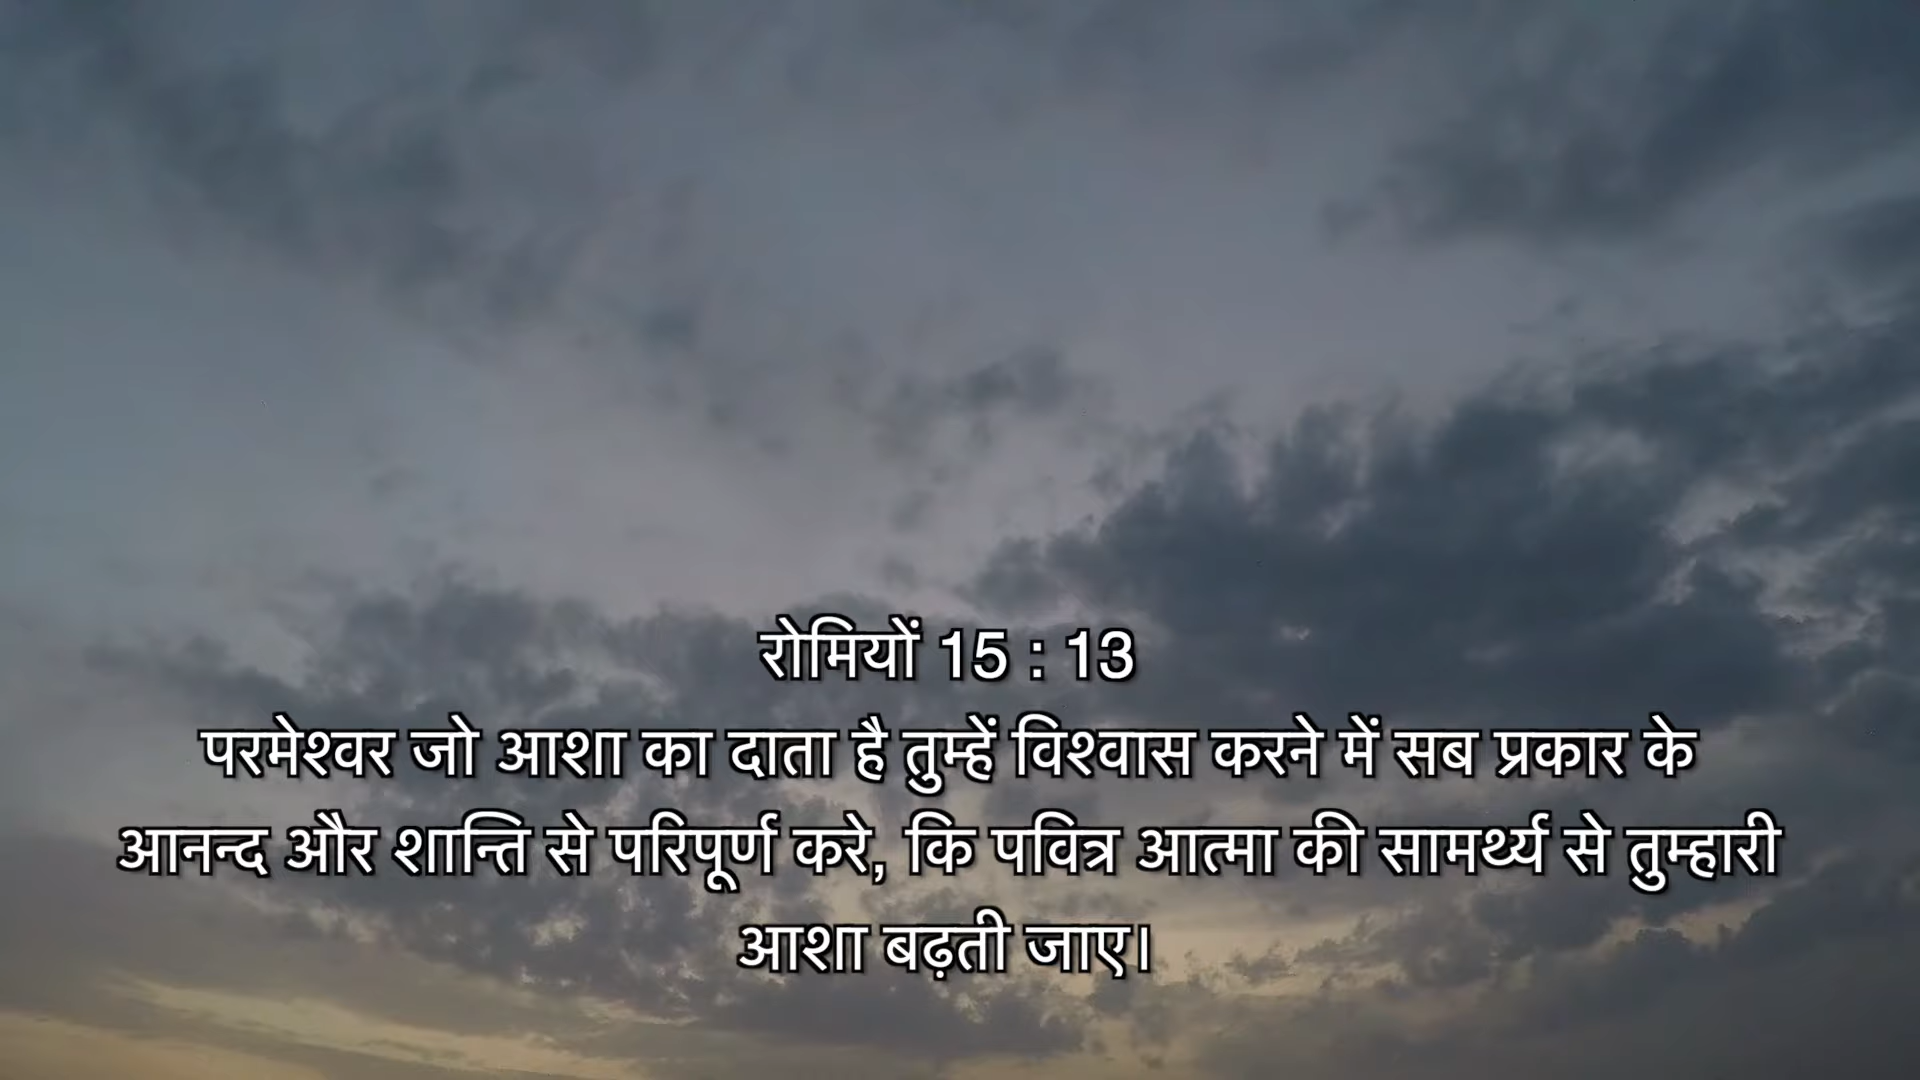 रोमियों 15 : 13
परमेश्वर जो आशा का दाता है तुम्हें विश्वास करने में सब प्रकार के
आनन्द और शान्ति से परिपूर्ण करे, कि पवित्र आत्मा की सामर्थ्य से तुम्हारी
आशा बढ़ती जाए।